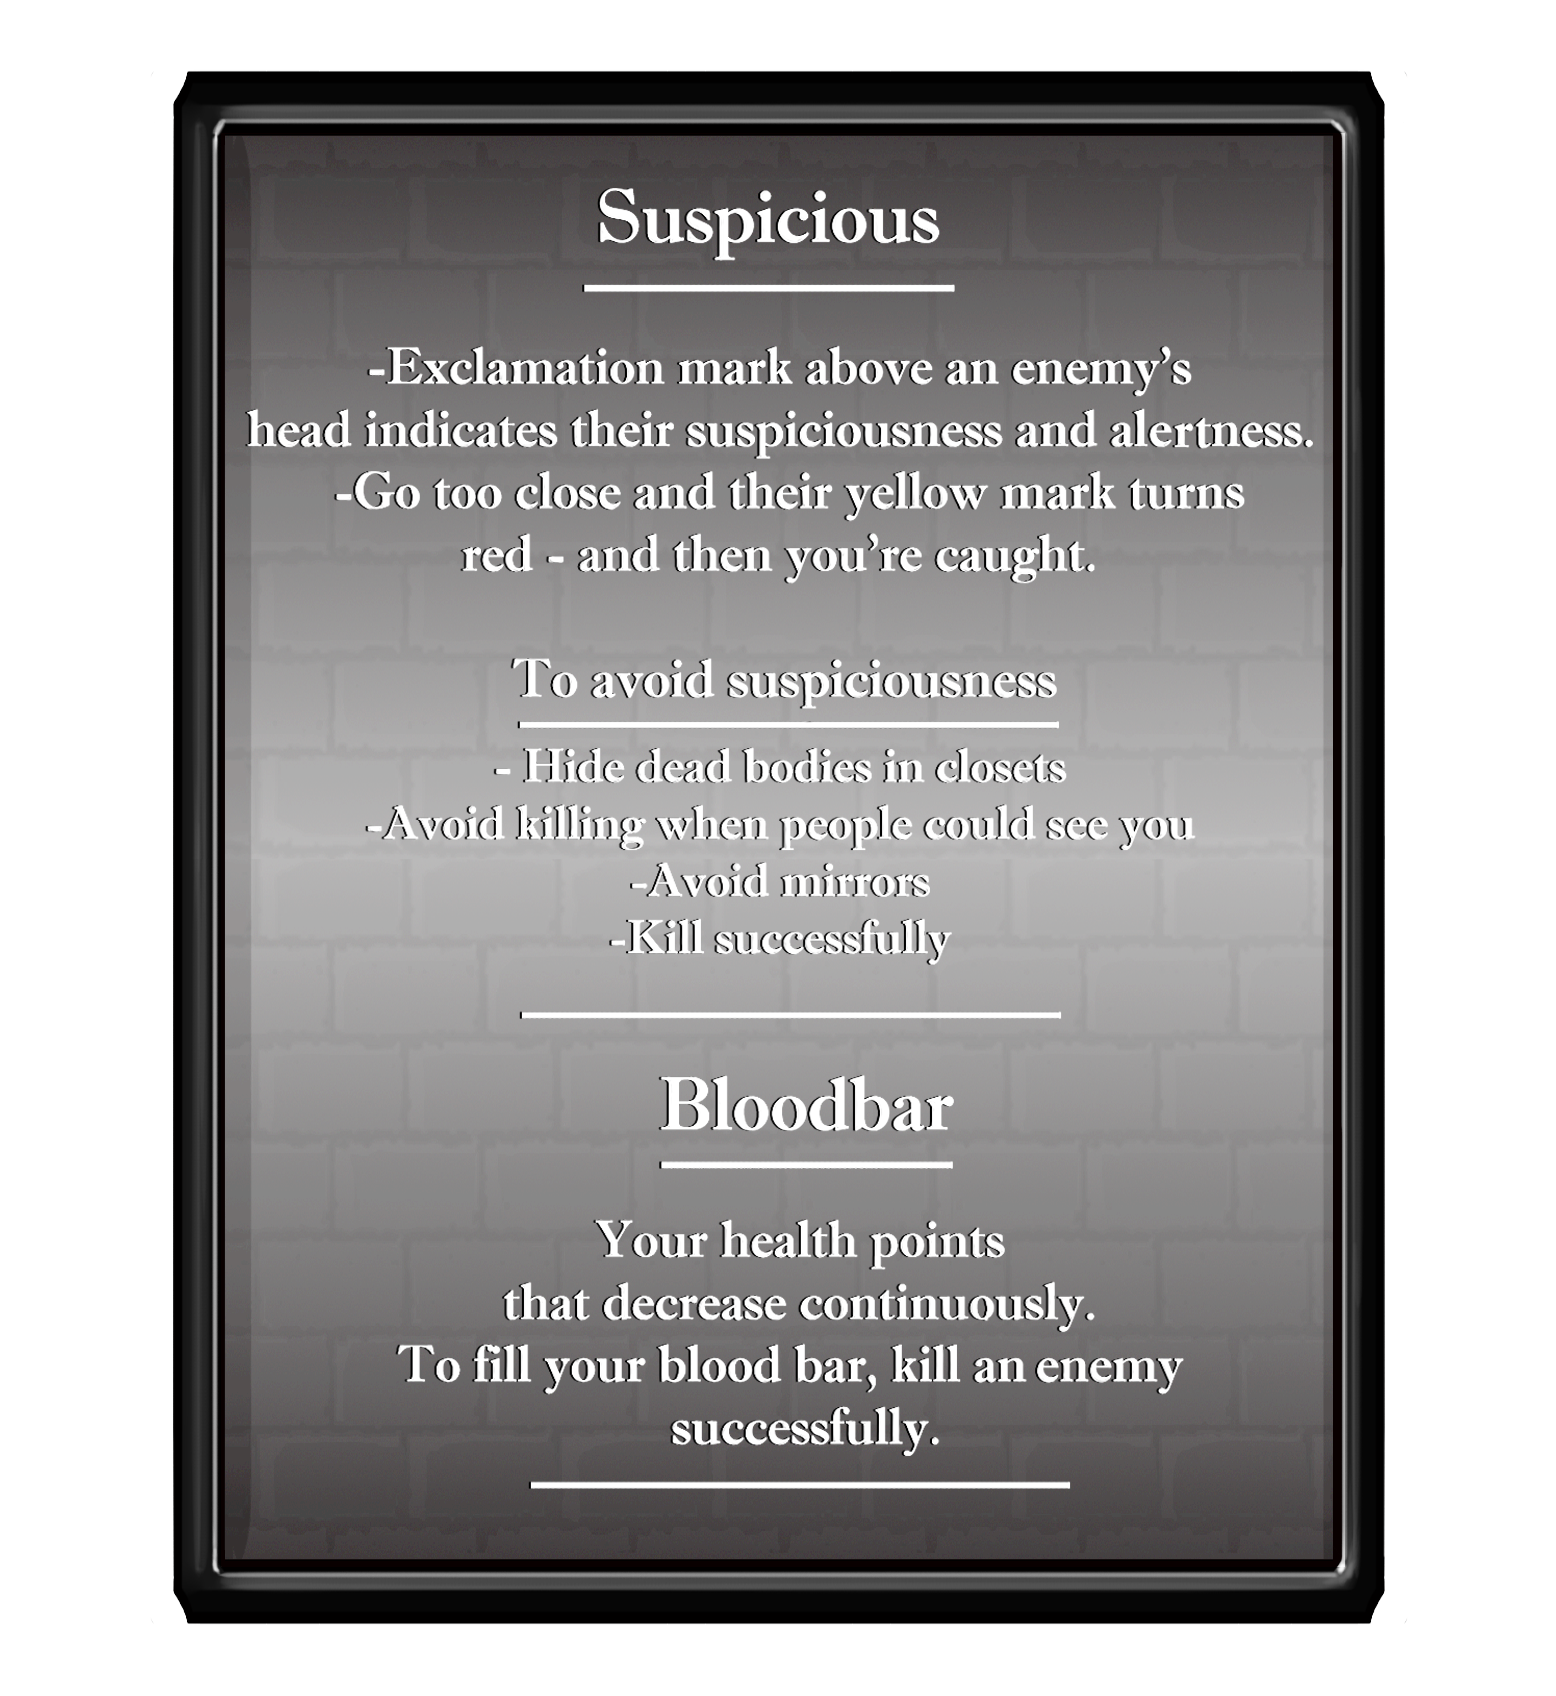 Suspicious
-Exclamation mark above an enemy’s
head indicates their suspiciousness and alertness.
-Go too close and their yellow mark turns
red - and then you’re caught.
To avoid suspiciousness
- Hide dead bodies in closets
-Avoid killing when people could see you
-Avoid mirrors
-Kill successfully
Bloodbar
Your health points
that decrease continuously.
To fill your blood bar, kill an enemy
successfully.